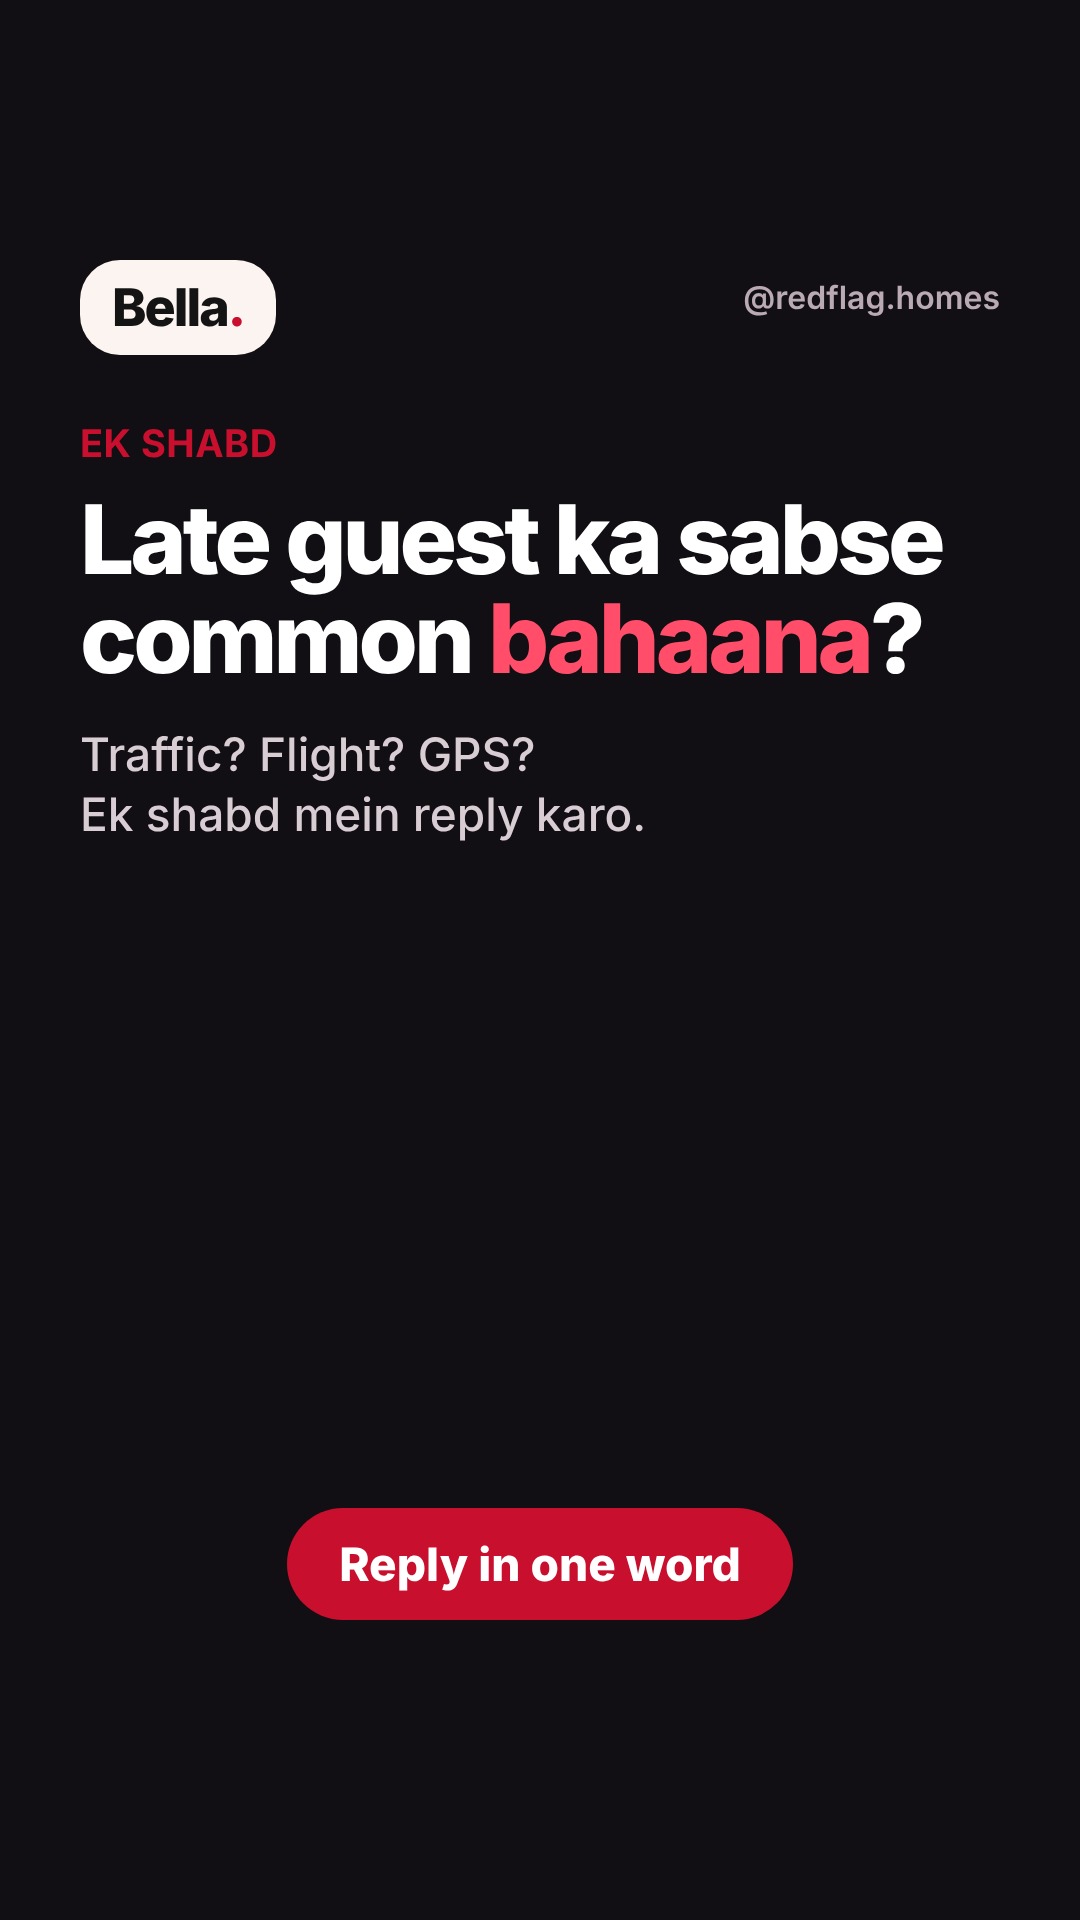 Bella.
@redflag.homes
EK SHABD
Late guest ka sabse
common bahaana?
Traffic? Flight? GPS?
Ek shabd mein reply karo.
Reply in one word